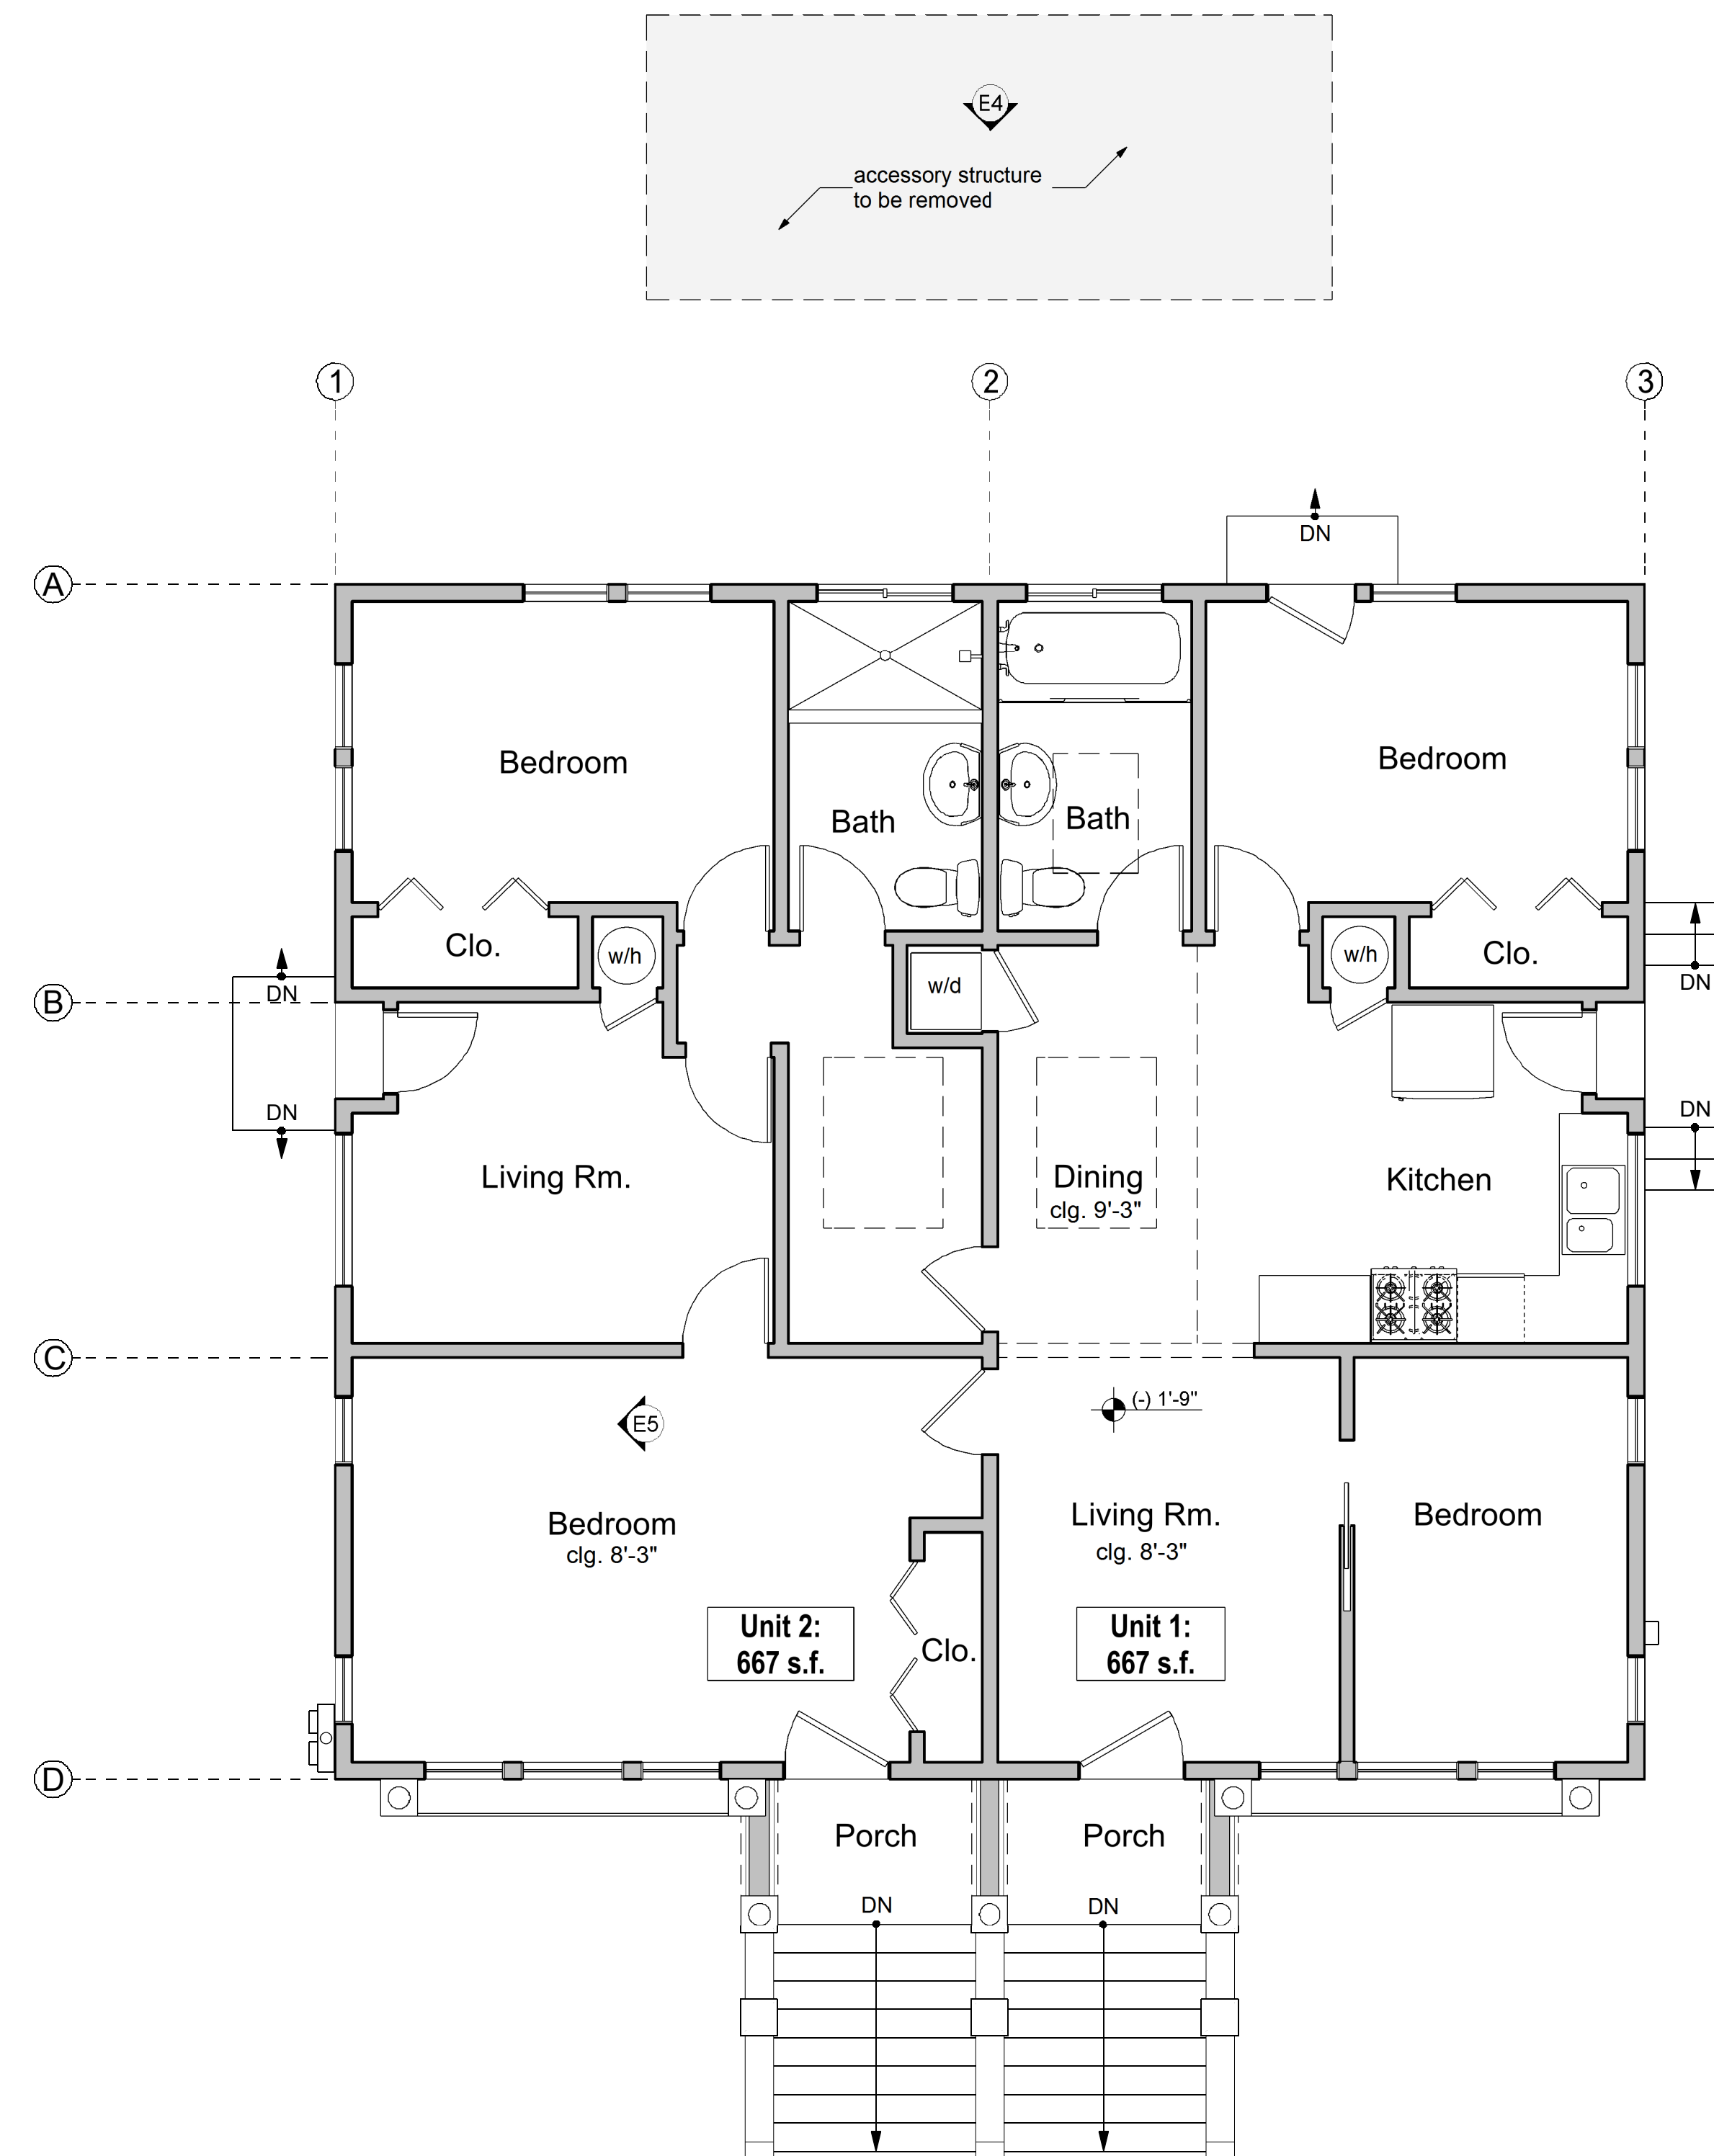 E4
accessory structure
to be removed
1
2
3
DN
A
Bedroom
Bedroom
Bath
Bath
Clo.
w/h
w/d
w/h
Clo.
DN
DN
B
DN
DN
Living Rm.
Dining
clg. 9'-3"
Kitchen
C
(-) 1'-9"
E5
Bedroom
clg. 8'-3"
Living Rm.
clg. 8'-3"
Bedroom
Unit 2:
667 s.f.
Unit 1:
667 s.f.
Clo.
D
Porch
Porch
DN
DN